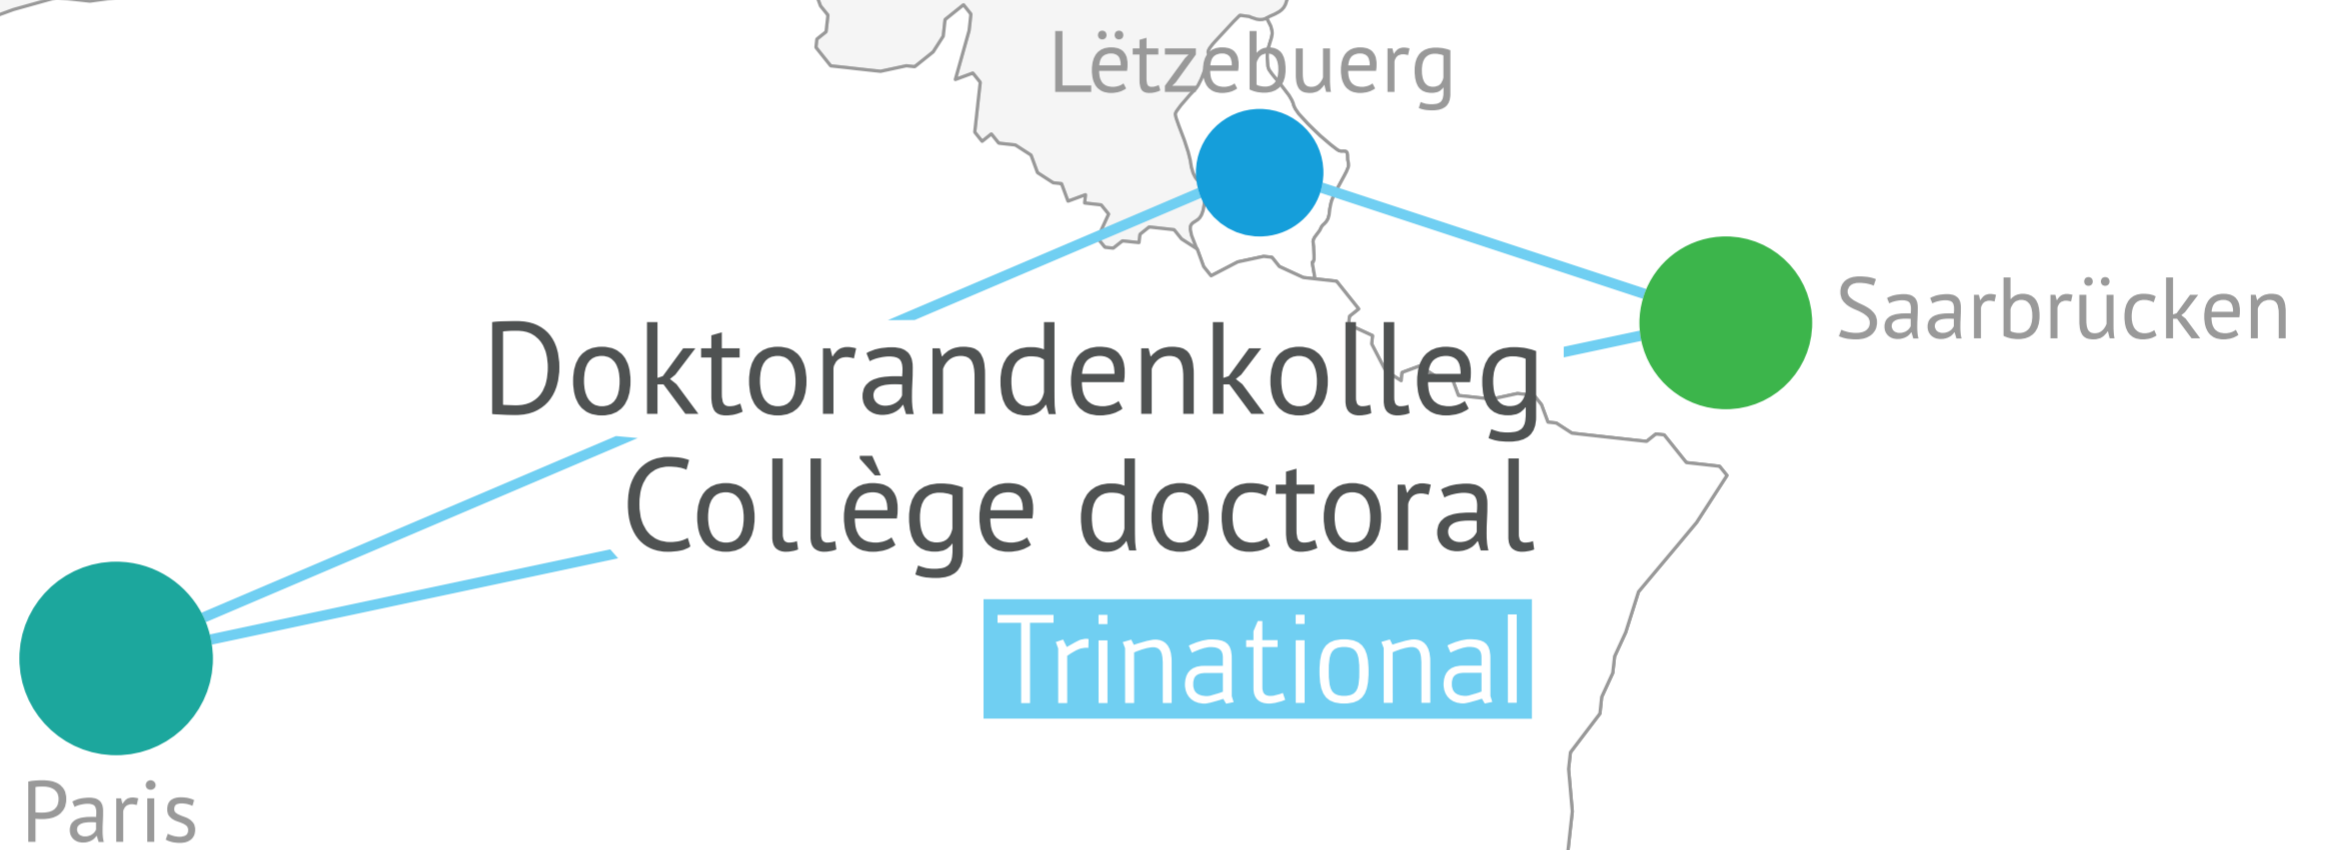 Lëtzebuerg
Saarbrücken
Doktorandenkolleg
Collège doctoral
Trinational
Paris